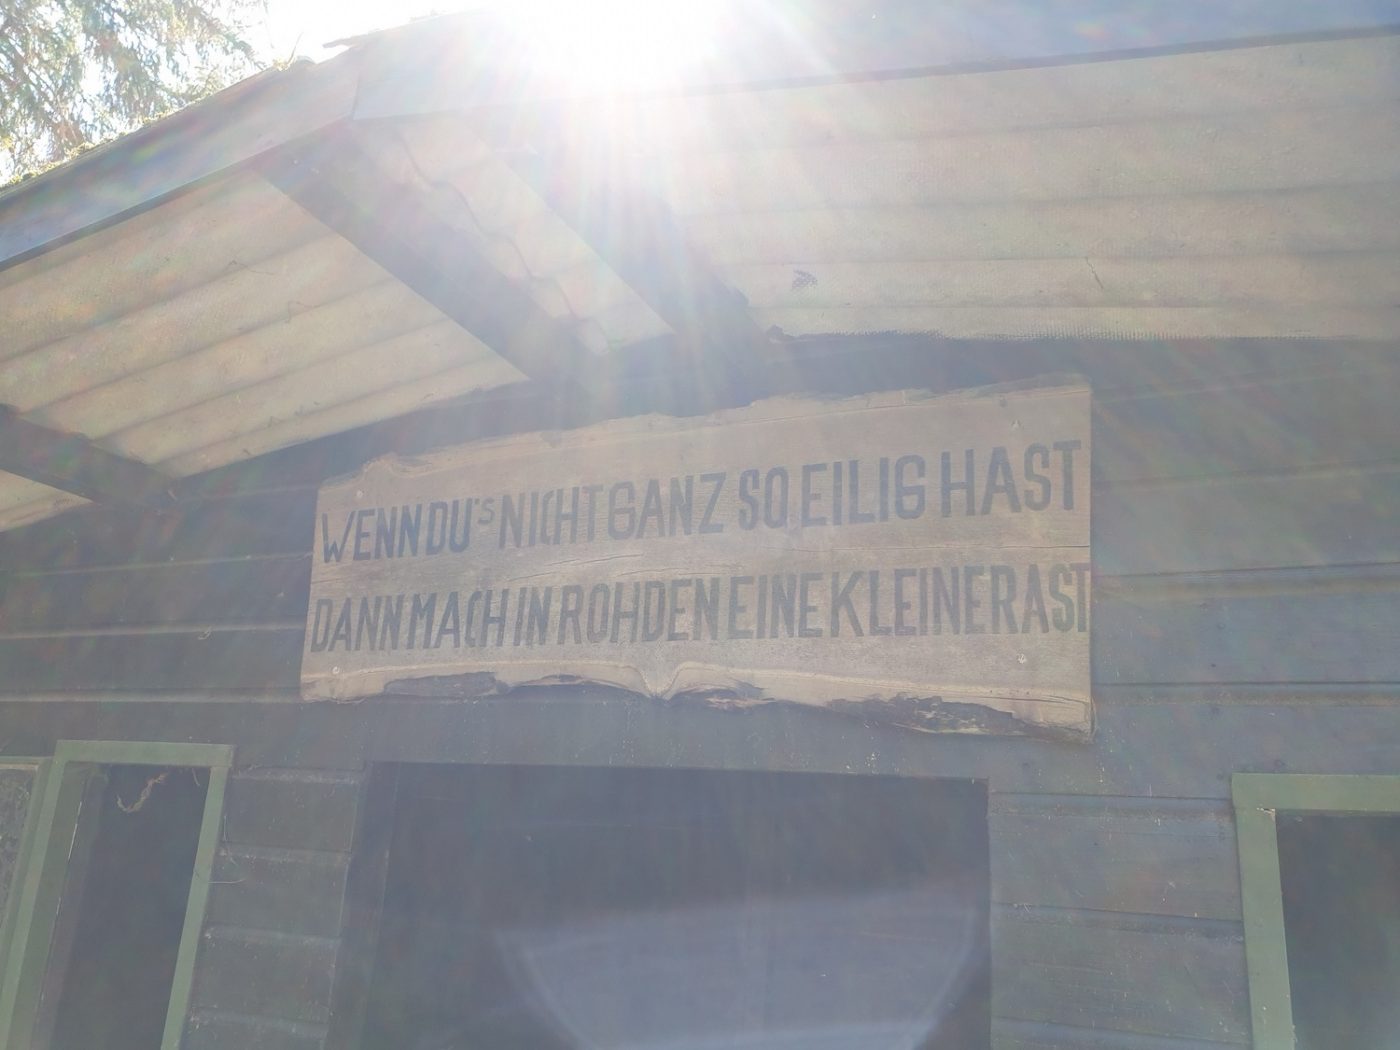 WENN DU'S NICHT GANZ SO EILIG HAST
DANN MACH IN ROHDEN EINE KLEINE RAST